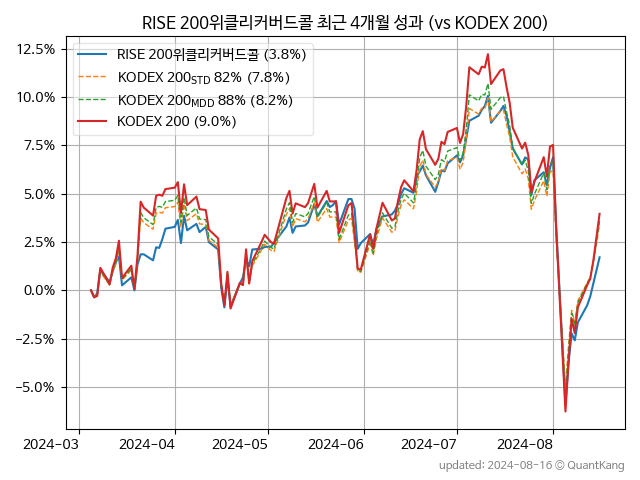 RISE 200위클리커버드콜 최근 4개월 성과 (vs KODEX 200)
RISE 200위클리커버드콜 (3.8%)
KODEX 200STD 82% (7.8%)
KODEX 200MDD 88% (8.2%)
KODEX 200 (9.0%)
12.5%
10.0%
7.5%
5.0%
2.5%
0.0%
−2.5%
−5.0%
2024−03 2024−04 2024−05 2024−06 2024−07 2024−08
updated: 2024-08-16 © QuantKang